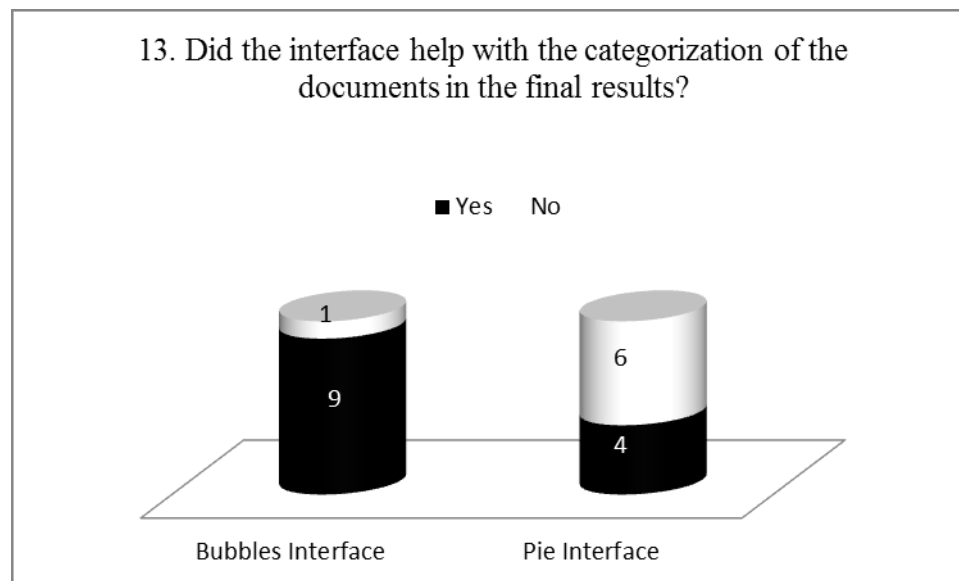 13. Did the interface help with the categorization of the
documents in the final results?
Yes No
1
6
9
4
Bubbles Interface Pie Interface